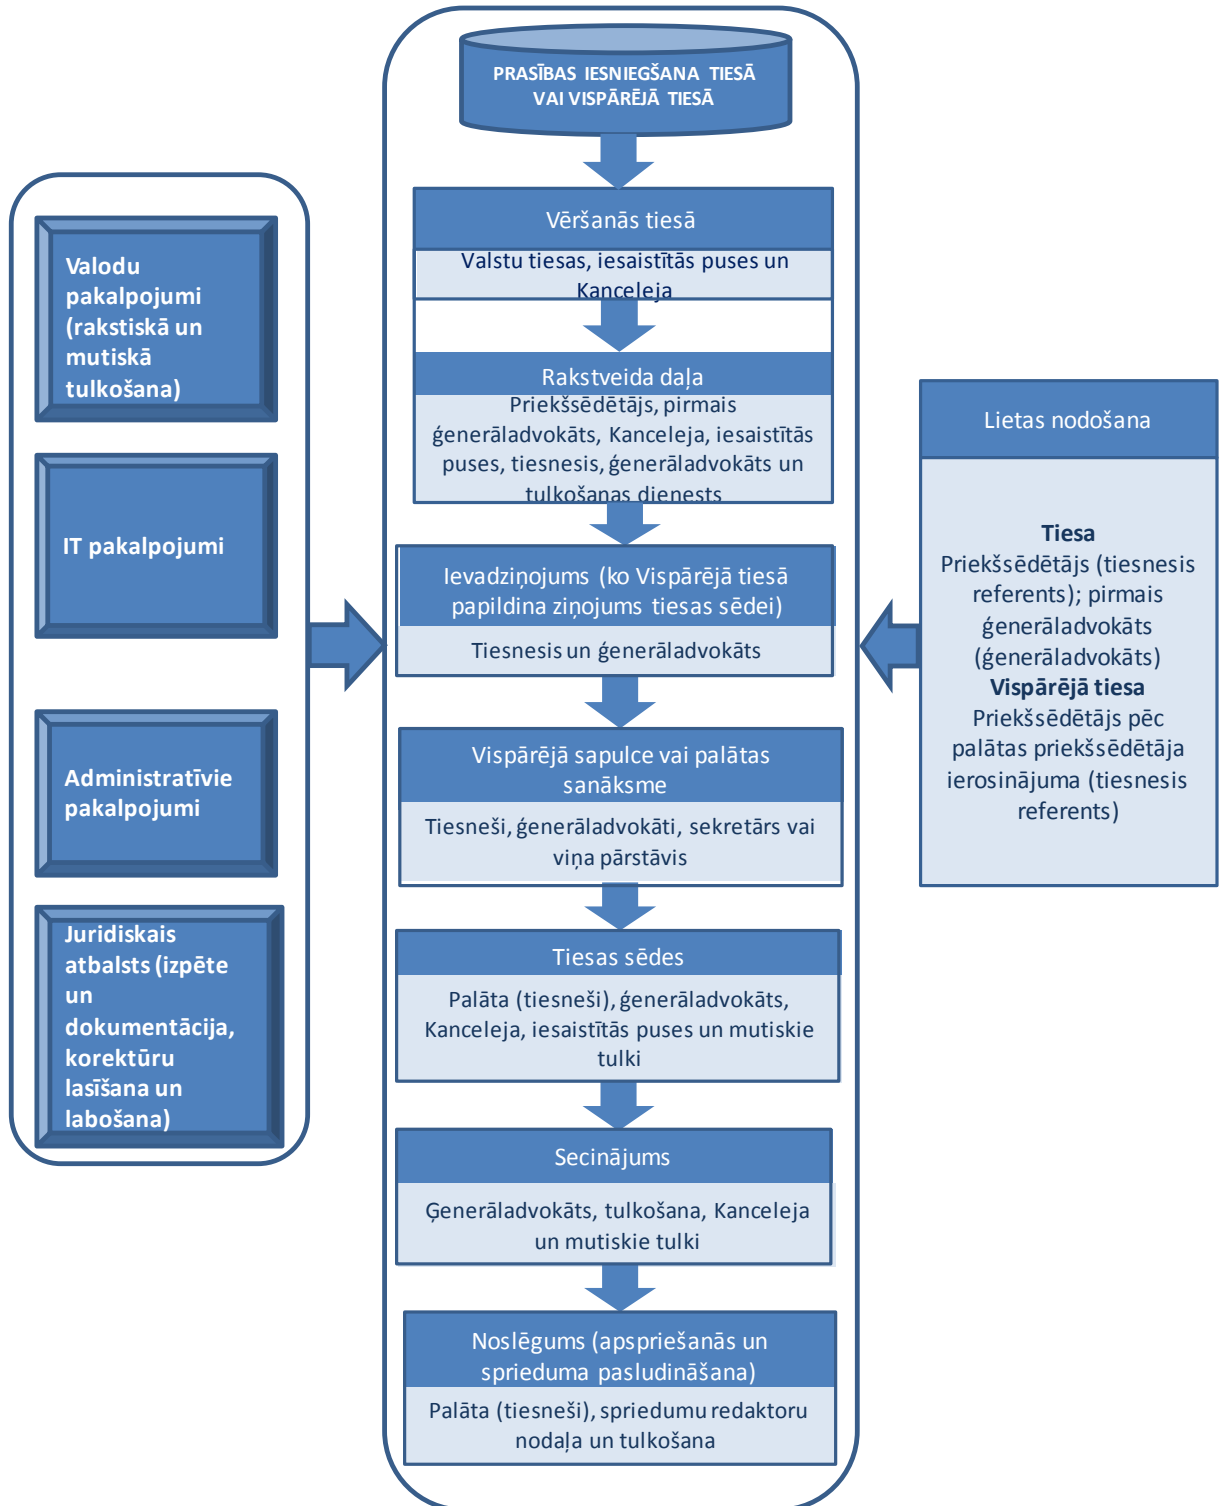 PRASĪBAS IESNIEGŠANA TIESĀ
VAI VISPĀRĒJĀ TIESĀ
Vēršanās tiesā
Valstu tiesas, iesaistītās puses un
Kanceleja
Rakstveida daļa
Priekšsēdētājs, pirmais
ģenerāladvokāts, Kanceleja, iesaistītās
puses, tiesnesis, ģenerāladvokāts un
tulkošanas dienests
Ievadziņojums (ko Vispārējā tiesā
papildina ziņojums tiesas sēdei)
Tiesnesis un ģenerāladvokāts
Vispārējā sapulce vai palātas
sanāksme
Tiesneši, ģenerāladvokāti, sekretārs vai
viņa pārstāvis
Tiesas sēdes
Palāta (tiesneši), ģenerāladvokāts,
Kanceleja, iesaistītās puses un mutiskie
tulki
Secinājums
Ģenerāladvokāts, tulkošana, Kanceleja
un mutiskie tulki
Noslēgums (apspriešanās un
sprieduma pasludināšana)
Palāta (tiesneši), spriedumu redaktoru
nodaļa un tulkošana
Valodu
pakalpojumi
(rakstiskā un
mutiskā
tulkošana)
IT pakalpojumi
Administratīvie
pakalpojumi
Juridiskais
atbalsts (izpēte
un
dokumentācija,
korektūru
lasīšana un
labošana)
Lietas nodošana
Tiesa
Priekšsēdētājs (tiesnesis
referents); pirmais
ģenerāladvokāts
(ģenerāladvokāts)
Vispārējā tiesa
Priekšsēdētājs pēc
palātas priekšsēdētāja
ierosinājuma (tiesnesis
referents)